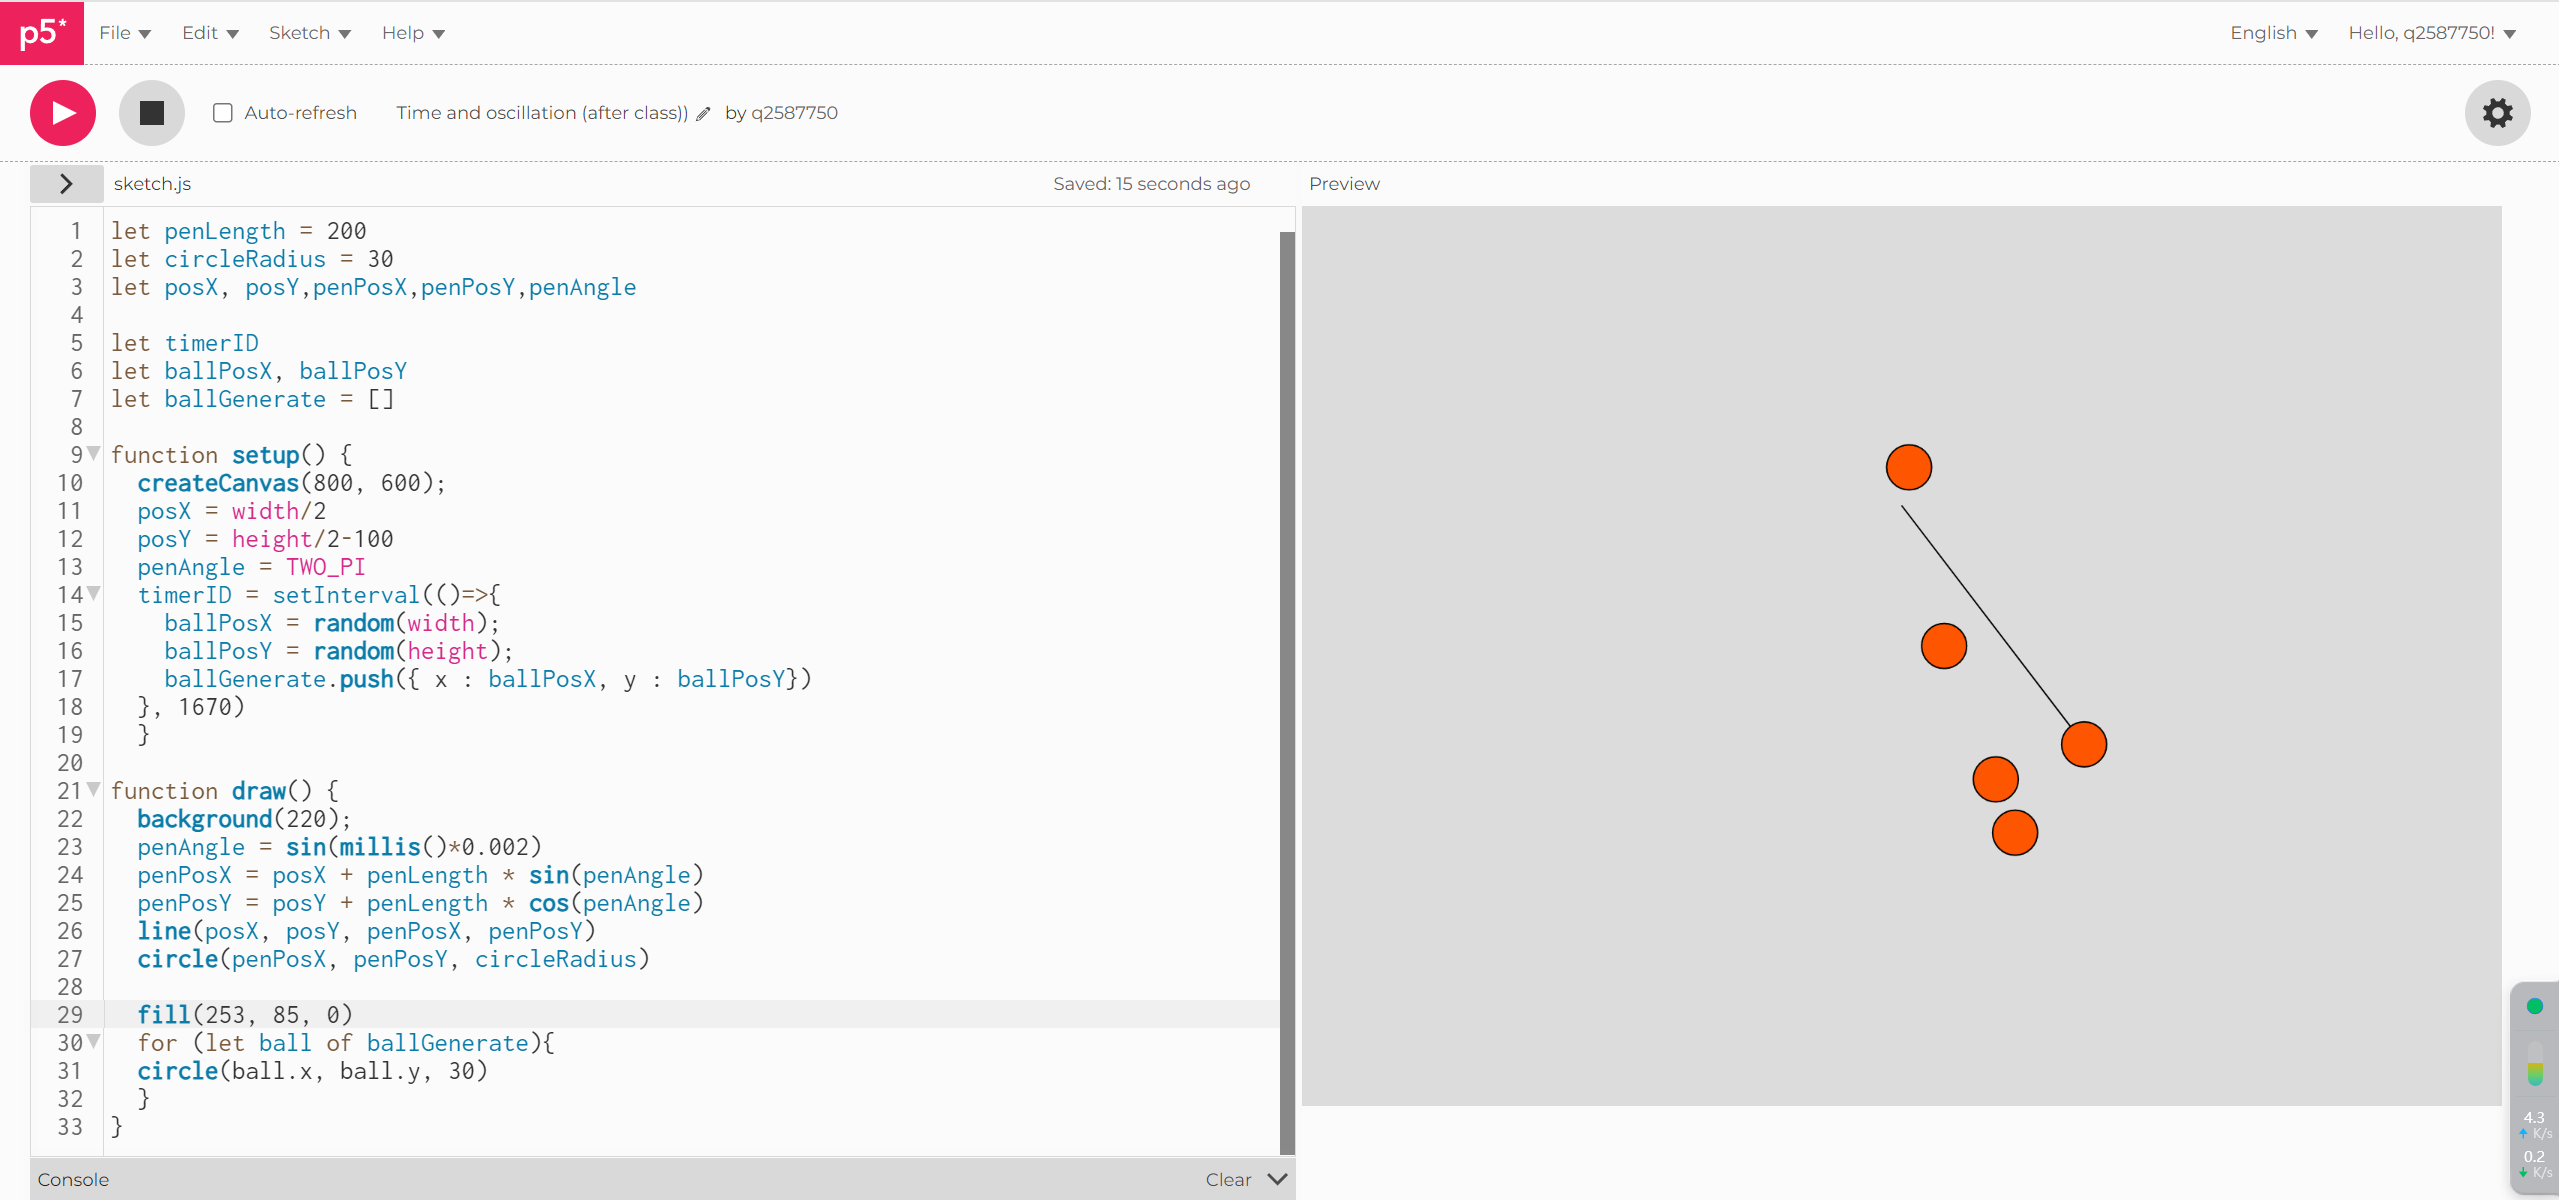 p5* File Edit Sketch Help English Hello, q2587750!
Auto-refresh Time and oscillation (after class)) by q2587750
sketch.js Saved: 15 seconds ago Preview
1 let penLength = 200
2 let circleRadius = 30
3 let posX, posY,penPosX,penPosY,penAngle
4
5 let timerID
6 let ballPosX, ballPosY
7 let ballGenerate = []
8
9 function setup() {
10 createCanvas(800, 600);
11 posX = width/2
12 posY = height/2-100
13 penAngle = TWO_PI
14 timerID = setInterval(()=>{
15 ballPosX = random(width);
16 ballPosY = random(height);
17 ballGenerate.push({ x : ballPosX, y : ballPosY})
18 }, 1670)
19 }
20
21 function draw() {
22 background(220);
23 penAngle = sin(millis()*0.002)
24 penPosX = posX + penLength * sin(penAngle)
25 penPosY = posY + penLength * cos(penAngle)
26 line(posX, posY, penPosX, penPosY)
27 circle(penPosX, penPosY, circleRadius)
28
29 fill(253, 85, 0)
30 for (let ball of ballGenerate){
31 circle(ball.x, ball.y, 30)
32 }
33 }
Console Clear
4.3
K/s
0.2
K/s